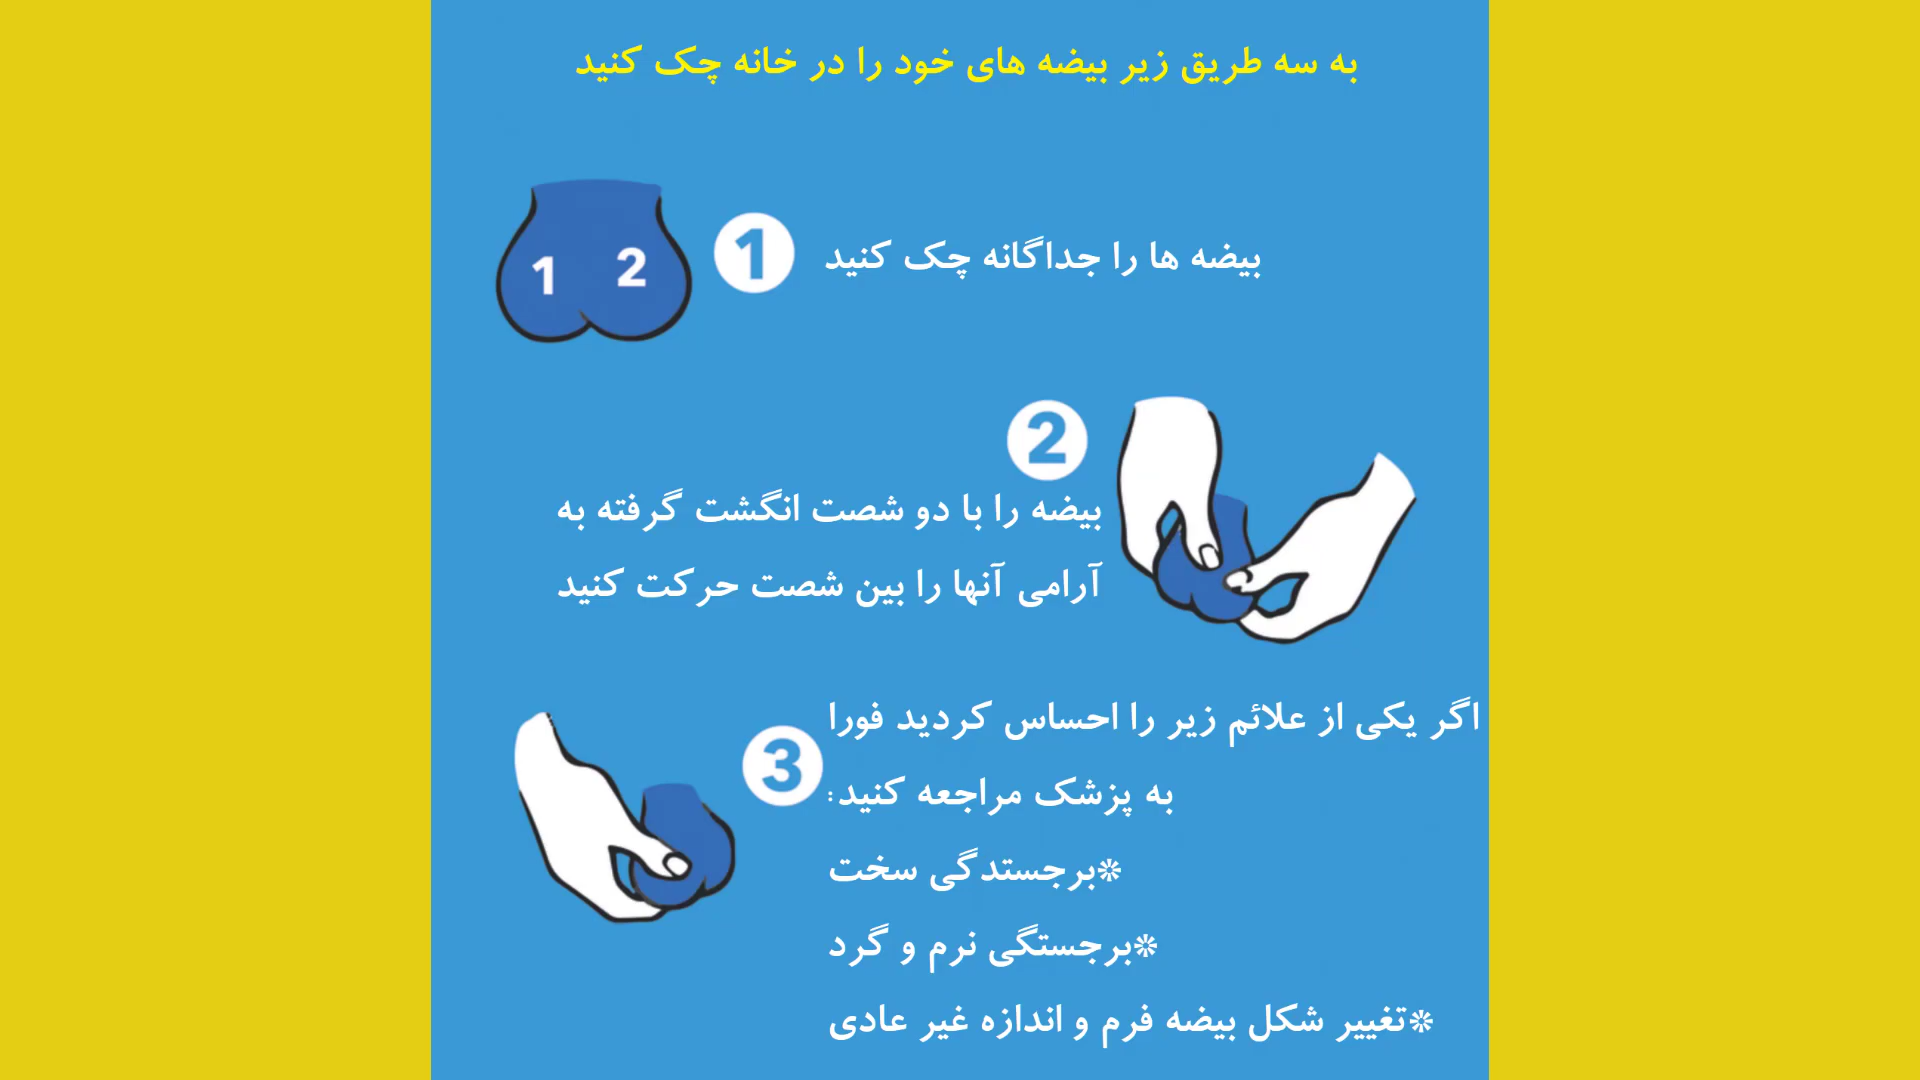 به سه طریق زیر بیضه های خود را در خانه چک کنید
1 2
1 بیضه ها را جداگانه چک کنید
2
بیضه را با دو شصت انگشت گرفته به
آرامی آنها را بین شصت حرکت کنید
اگر یکی از علائم زیر را احساس کردید فورا
3
به پزشک مراجعه کنید:
*برجستدگی سخت
*برجستگی نرم و گرد
*تغییر شکل بیضه فرم و اندازه غیر عادی